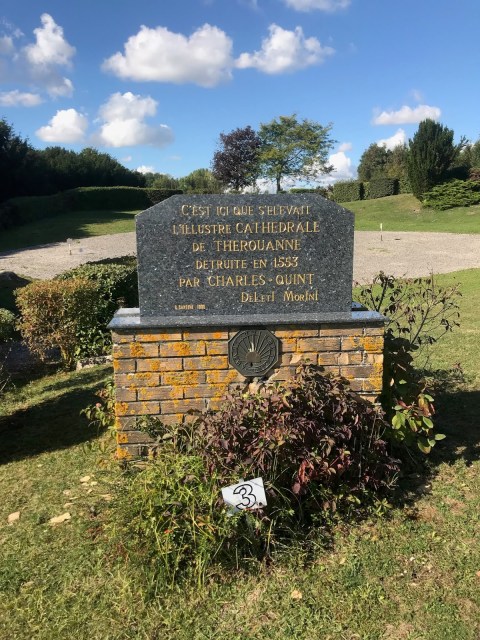 C'EST ICI QUE S'ELEVAIT
L'ILLUSTRE CATHEDRALE
DE THEROUANNE
DETRUITE EN 1553
PAR CHARLES-QUINT
DeLeTI MorINI
3